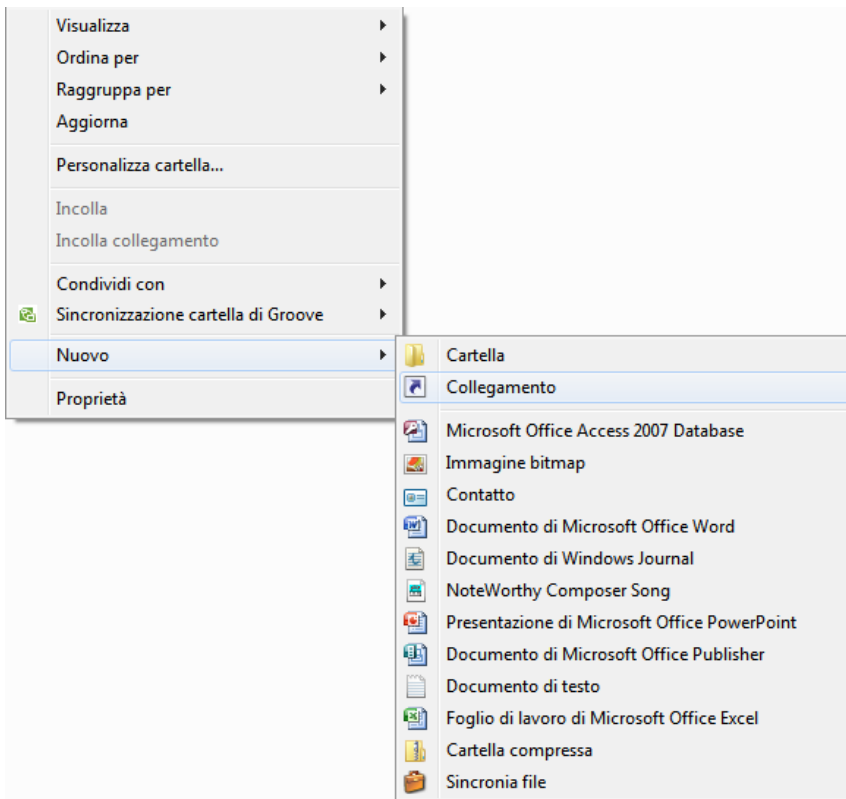 Visualizza
Ordina per
Raggruppa per
Aggiorna
Personalizza cartella...
Incolla
Incolla collegamento
Condividi con
Sincronizzazione cartella di Groove
Nuovo
Proprietà
Cartella
Collegamento
Microsoft Office Access 2007 Database
Immagine bitmap
Contatto
Documento di Microsoft Office Word
Documento di Windows Journal
NoteWorthy Composer Song
Presentazione di Microsoft Office PowerPoint
Documento di Microsoft Office Publisher
Documento di testo
Foglio di lavoro di Microsoft Office Excel
Cartella compressa
Sincronia file